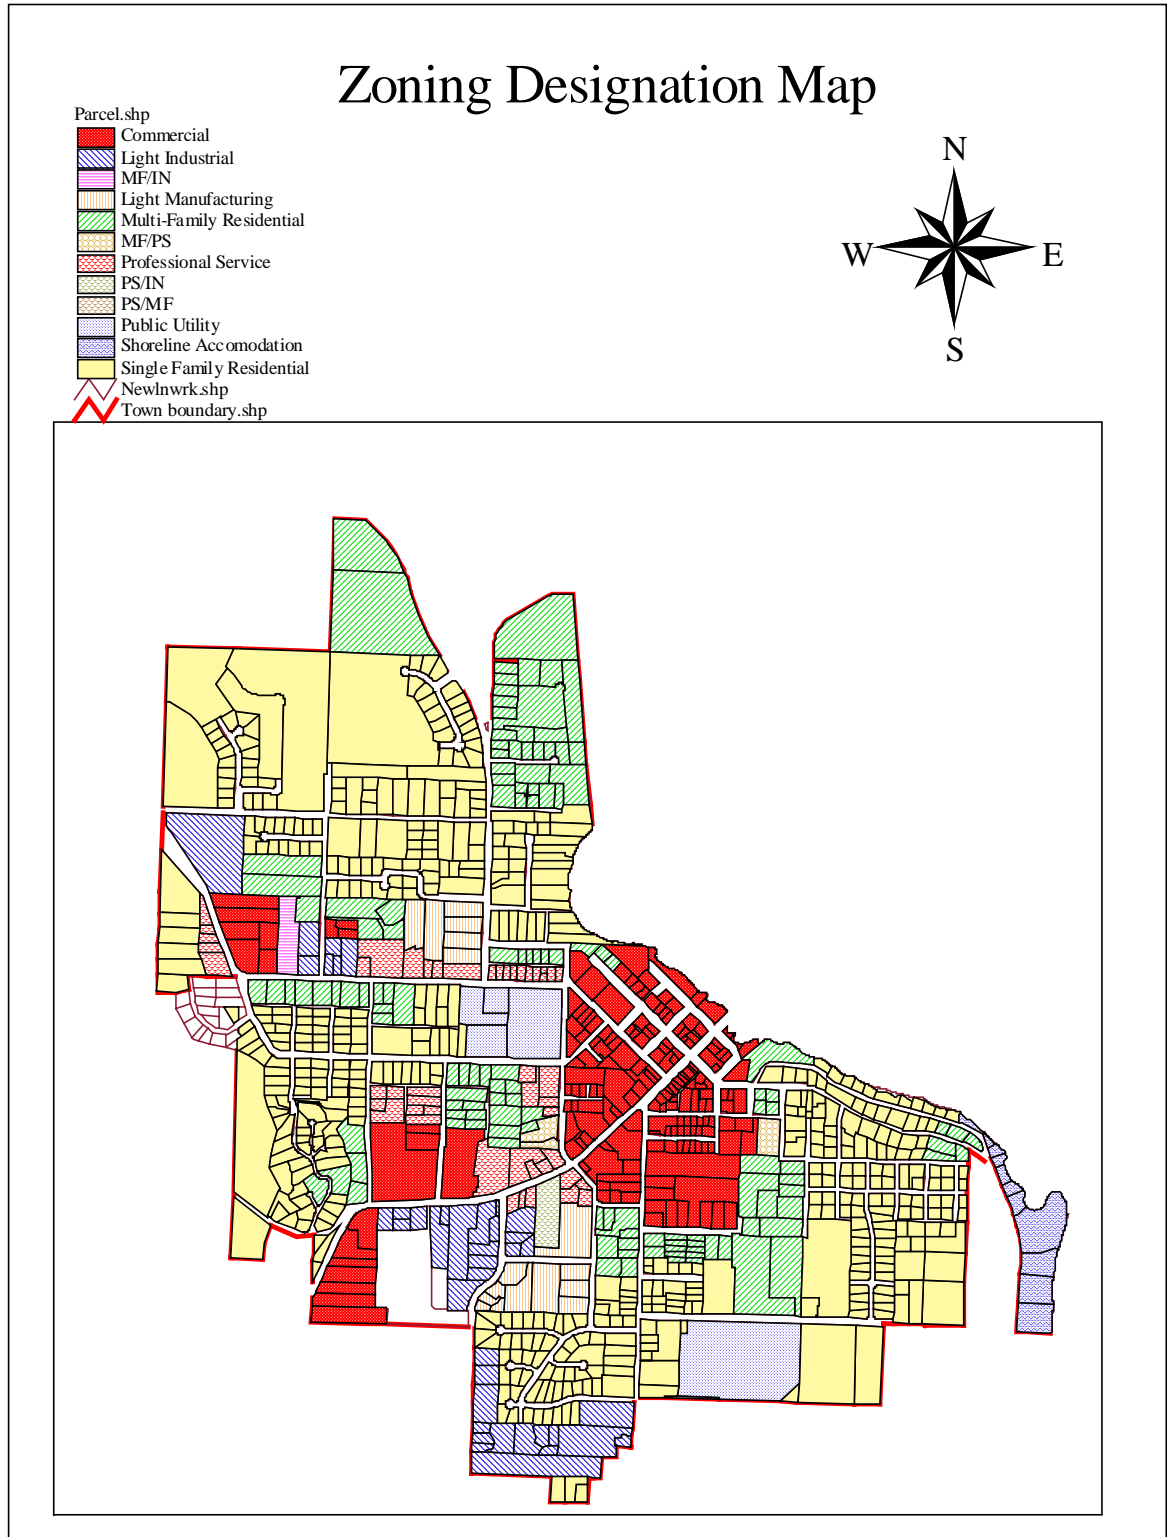 Zoning Designation Map
Parcel.shp
Commercial
Light Industrial
MF/IN
Light Manufacturing
Multi-Family Residential
MF/PS
Professional Service
PS/IN
PS/MF
Public Utility
Shoreline Accomodation
Single Family Residential
Newlnwrk.shp
Town boundary.shp
N
W E
S